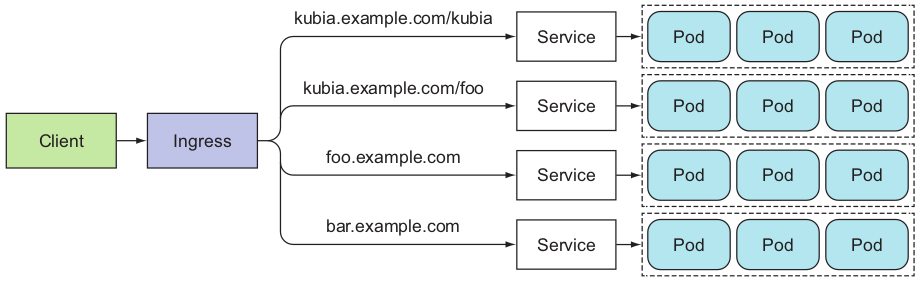 kubia.example.com/kubia
Service
Pod Pod Pod
kubia.example.com/foo
Service
Pod Pod Pod
Client
Ingress
foo.example.com
Service
Pod Pod Pod
bar.example.com
Service
Pod Pod Pod